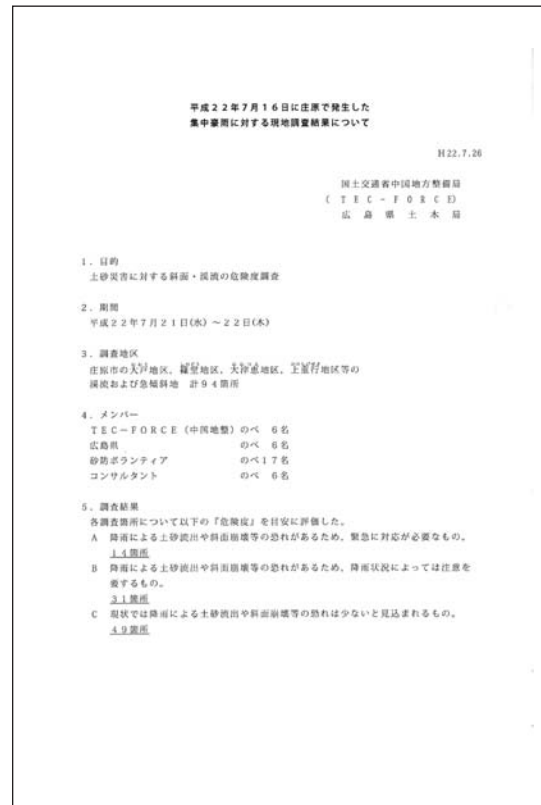 平成２２年７月１６日に庄原で発生した
集中豪雨に対する現地調査結果について
H22.7.26
国土交通省中国地方整備局
（ＴＥＣ－ＦＯＲＣＥ）
広島県土木局
１．目的
土砂災害に対する斜面・渓流の危険度調査
２．期間
平成２２年７月２１日(水)～２２日(木)
３．調査地区
庄原市の大戸地区、篠堂地区、大津恵地区、上重行地区等の
渓流および急傾斜地　計９４箇所
４．メンバー
ＴＥＣ－ＦＯＲＣＥ（中国地整）のべ　６名
広島県　のべ　６名
砂防ボランティア　のべ１７名
コンサルタント　のべ　６名
５．調査結果
各調査箇所について以下の『危険度』を目安に評価した。
Ａ　降雨による土砂流出や斜面崩壊等の恐れがあるため、緊急に対応が必要なもの。
１４箇所
Ｂ　降雨による土砂流出や斜面崩壊等の恐れがあるため、降雨状況によっては注意を
要するもの。
３１箇所
Ｃ　現状では降雨による土砂流出や斜面崩壊等の恐れは少ないと見込まれるもの。
４９箇所